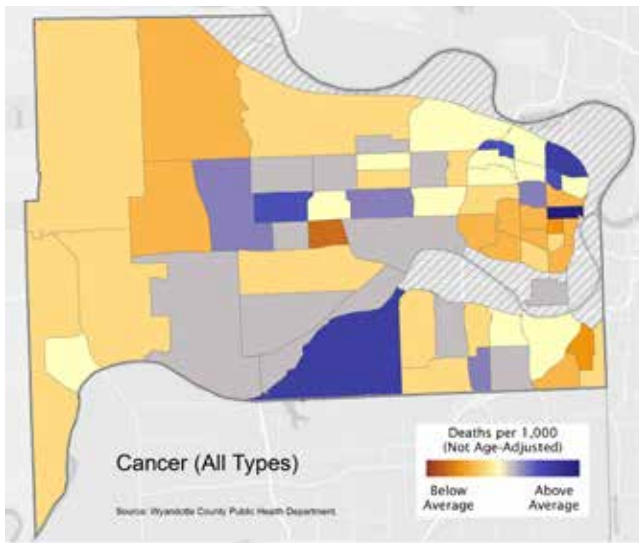 Cancer (All Types)
Source: Wyandotte County Public Health Department.
Deaths per 1,000
(Not Age-Adjusted)
Below
Average
Above
Average